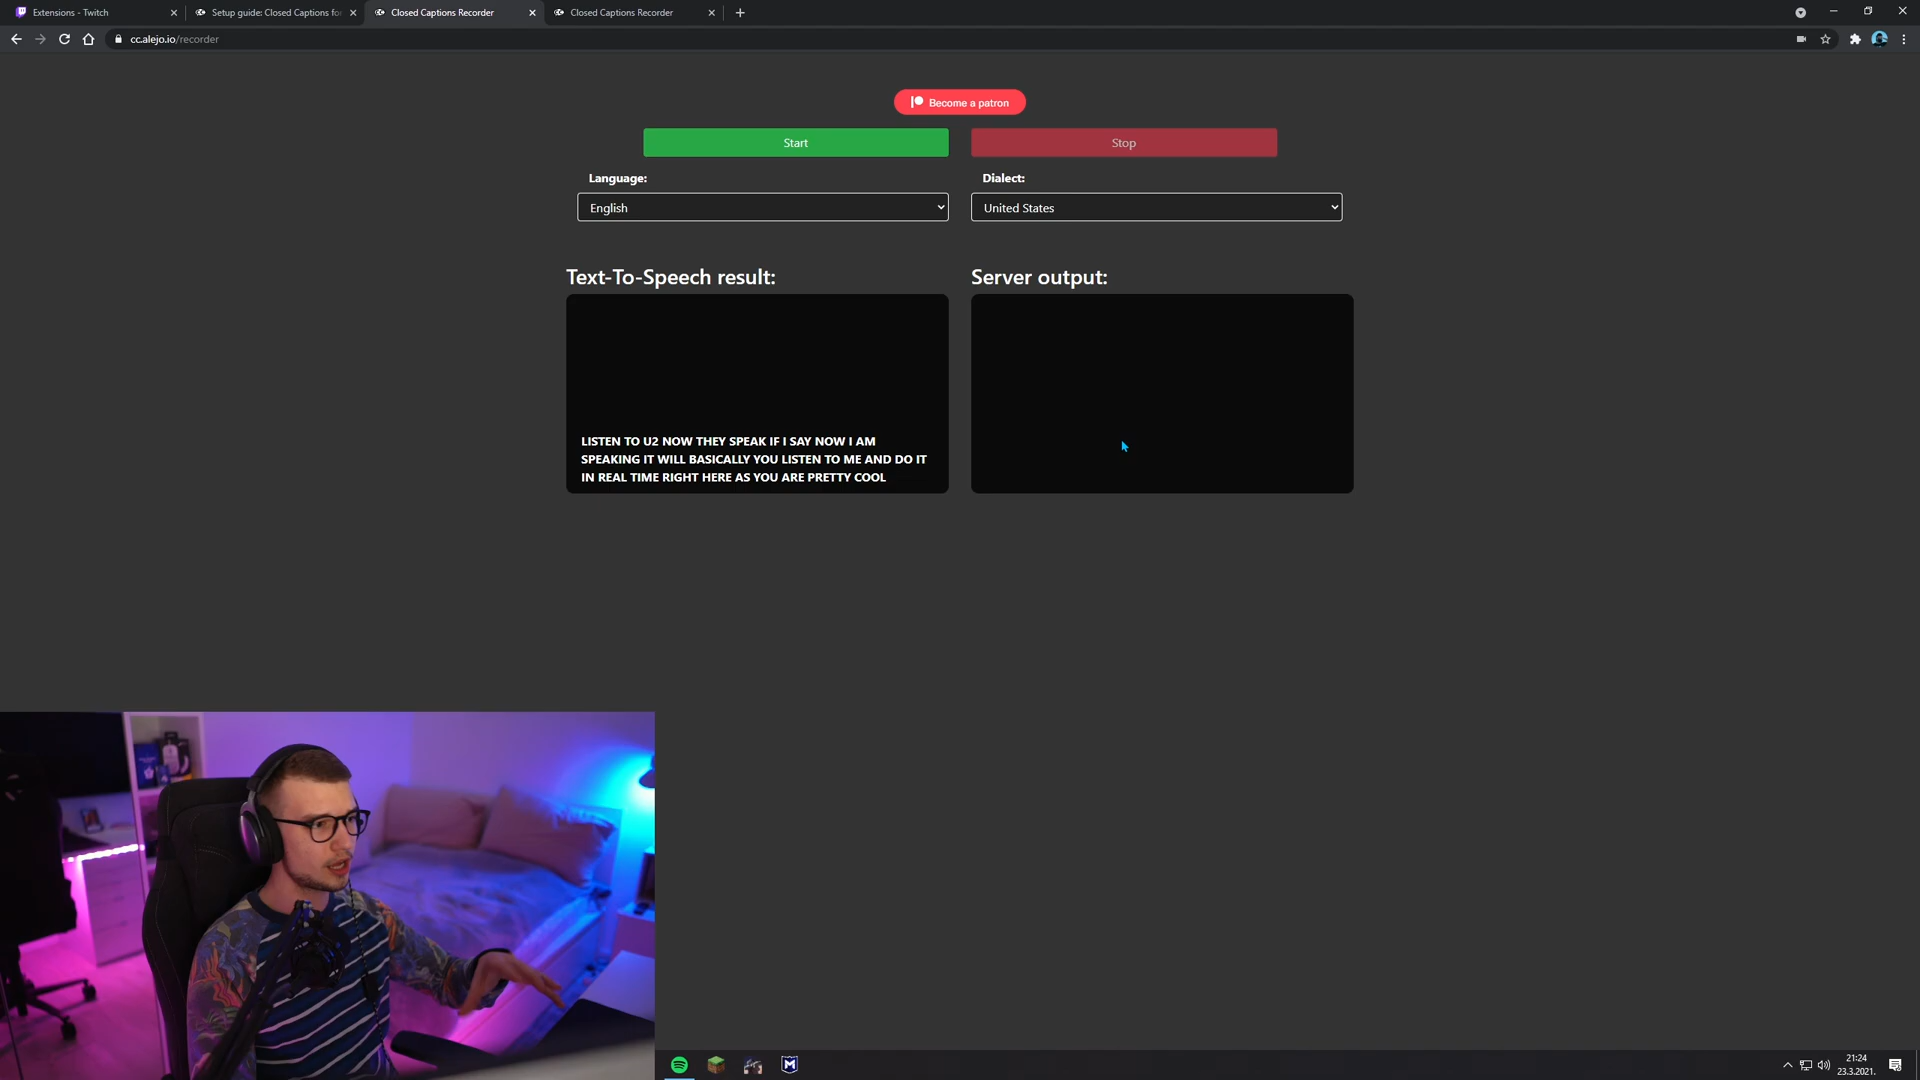 Extensions - Twitch
Setup guide: Closed Captions fo
Closed Captions Recorder
Closed Captions Recorder
cc.alejo.io/recorder
Become a patron
Start
Stop
Language:
Dialect:
English
United States
Text-To-Speech result:
Server output:
LISTEN TO U2 NOW THEY SPEAK IF I SAY NOW I AM
SPEAKING IT WILL BASICALLY YOU LISTEN TO ME AND DO IT
IN REAL TIME RIGHT HERE AS YOU ARE PRETTY COOL
21:24
23.3.2021.